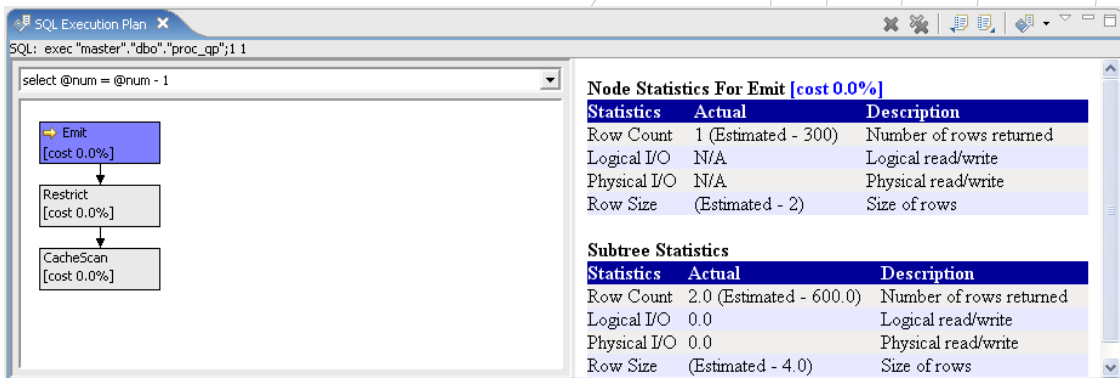 SQL Execution Plan
SQL: exec "master"."dbo"."proc_qp";1 1
select @num = @num - 1
Emit
[cost 0.0%]
Restrict
[cost 0.0%]
CacheScan
[cost 0.0%]
Node Statistics For Emit [cost 0.0%]
Statistics Actual Description
Row Count 1 (Estimated - 300) Number of rows returned
Logical I/O N/A Logical read/write
Physical I/O N/A Physical read/write
Row Size (Estimated - 2) Size of rows
Subtree Statistics
Statistics Actual Description
Row Count 2.0 (Estimated - 600.0) Number of rows returned
Logical I/O 0.0 Logical read/write
Physical I/O 0.0 Physical read/write
Row Size (Estimated - 4.0) Size of rows